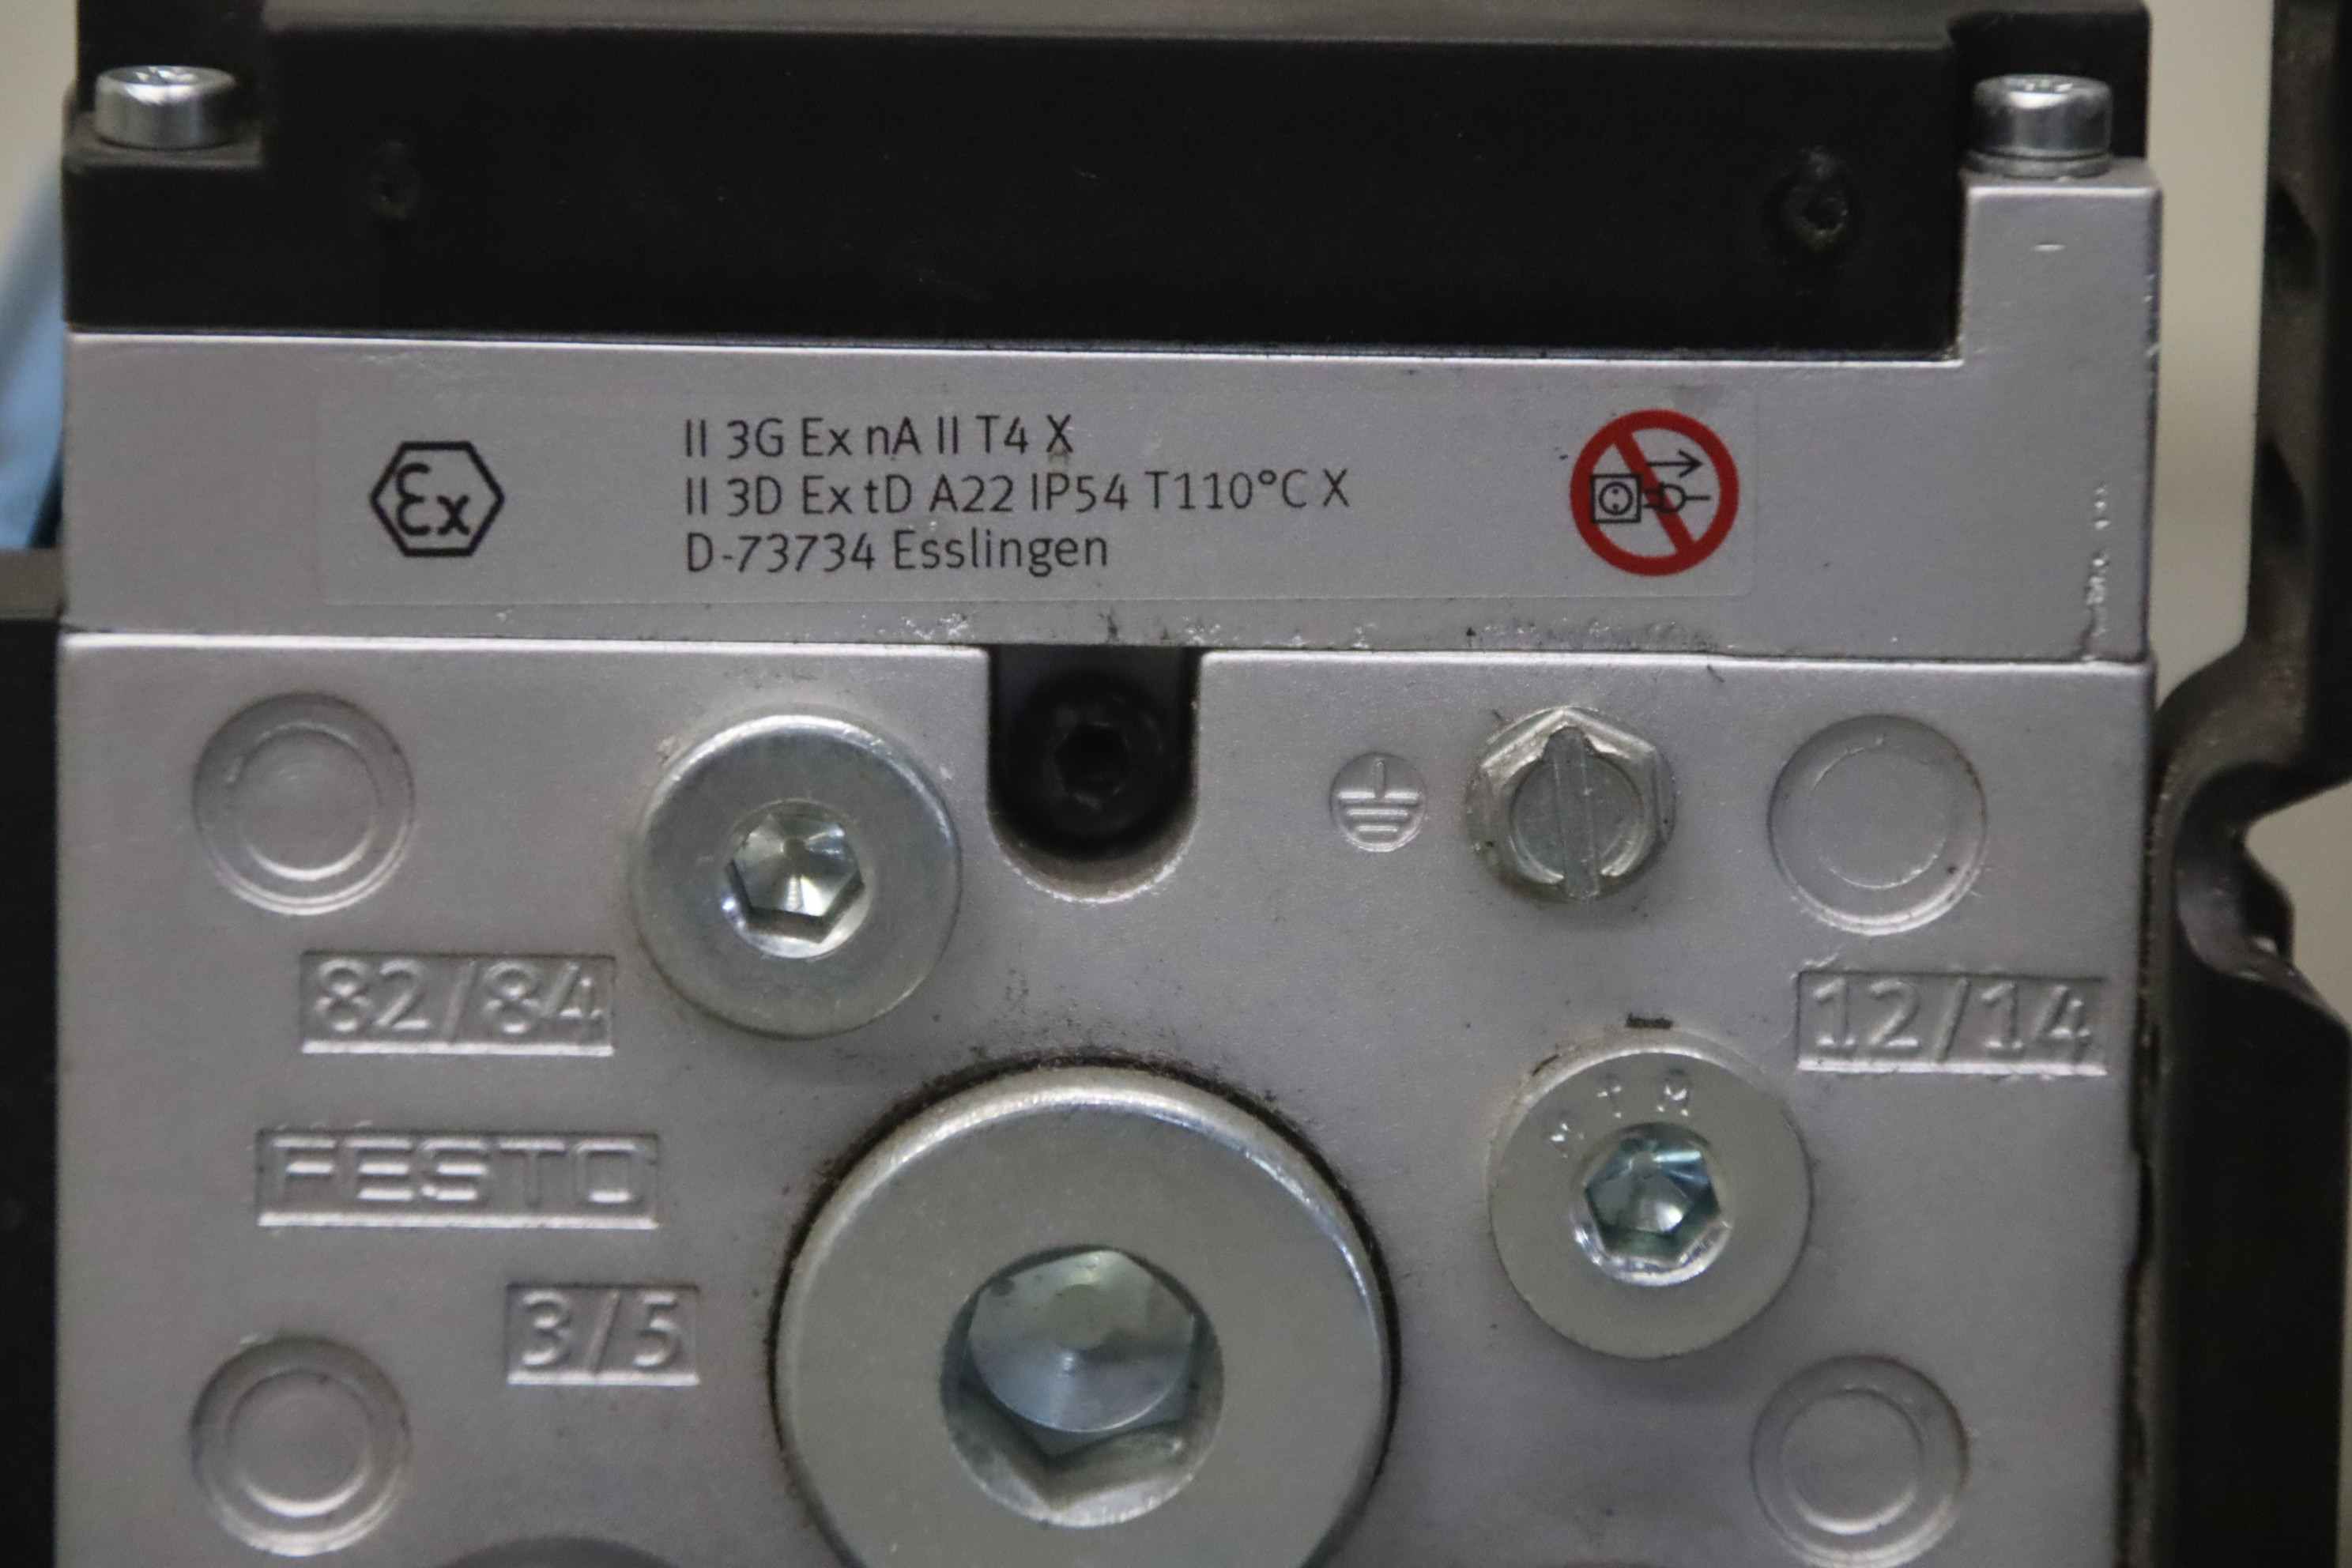 II 3G Ex nA II T4 X
Ex
II 3D Ex tD A22 IP54 T110°C X
D-73734 Esslingen
82/84
12/14
M T M
FESTO
3/5